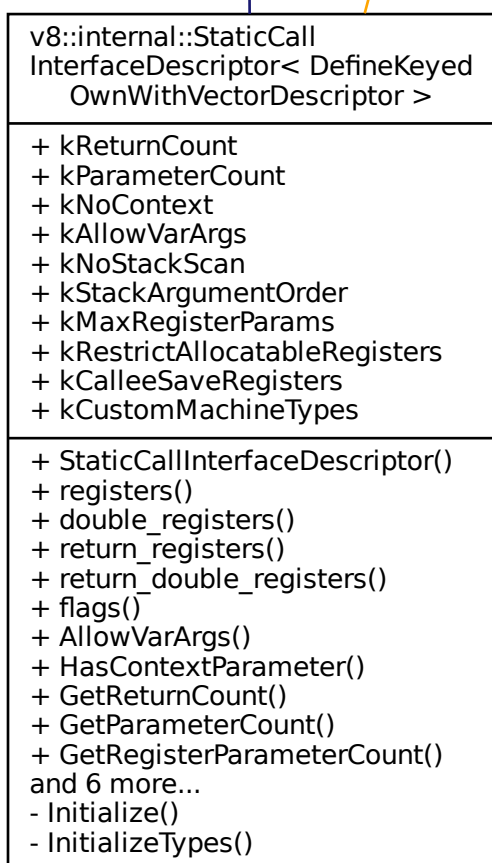 v8::internal::StaticCall
InterfaceDescriptor< DefineKeyed
OwnWithVectorDescriptor >
+ kReturnCount
+ kParameterCount
+ kNoContext
+ kAllowVarArgs
+ kNoStackScan
+ kStackArgumentOrder
+ kMaxRegisterParams
+ kRestrictAllocatableRegisters
+ kCalleeSaveRegisters
+ kCustomMachineTypes
+ StaticCallInterfaceDescriptor()
+ registers()
+ double_registers()
+ return_registers()
+ return_double_registers()
+ flags()
+ AllowVarArgs()
+ HasContextParameter()
+ GetReturnCount()
+ GetParameterCount()
+ GetRegisterParameterCount()
and 6 more...
- Initialize()
- InitializeTypes()